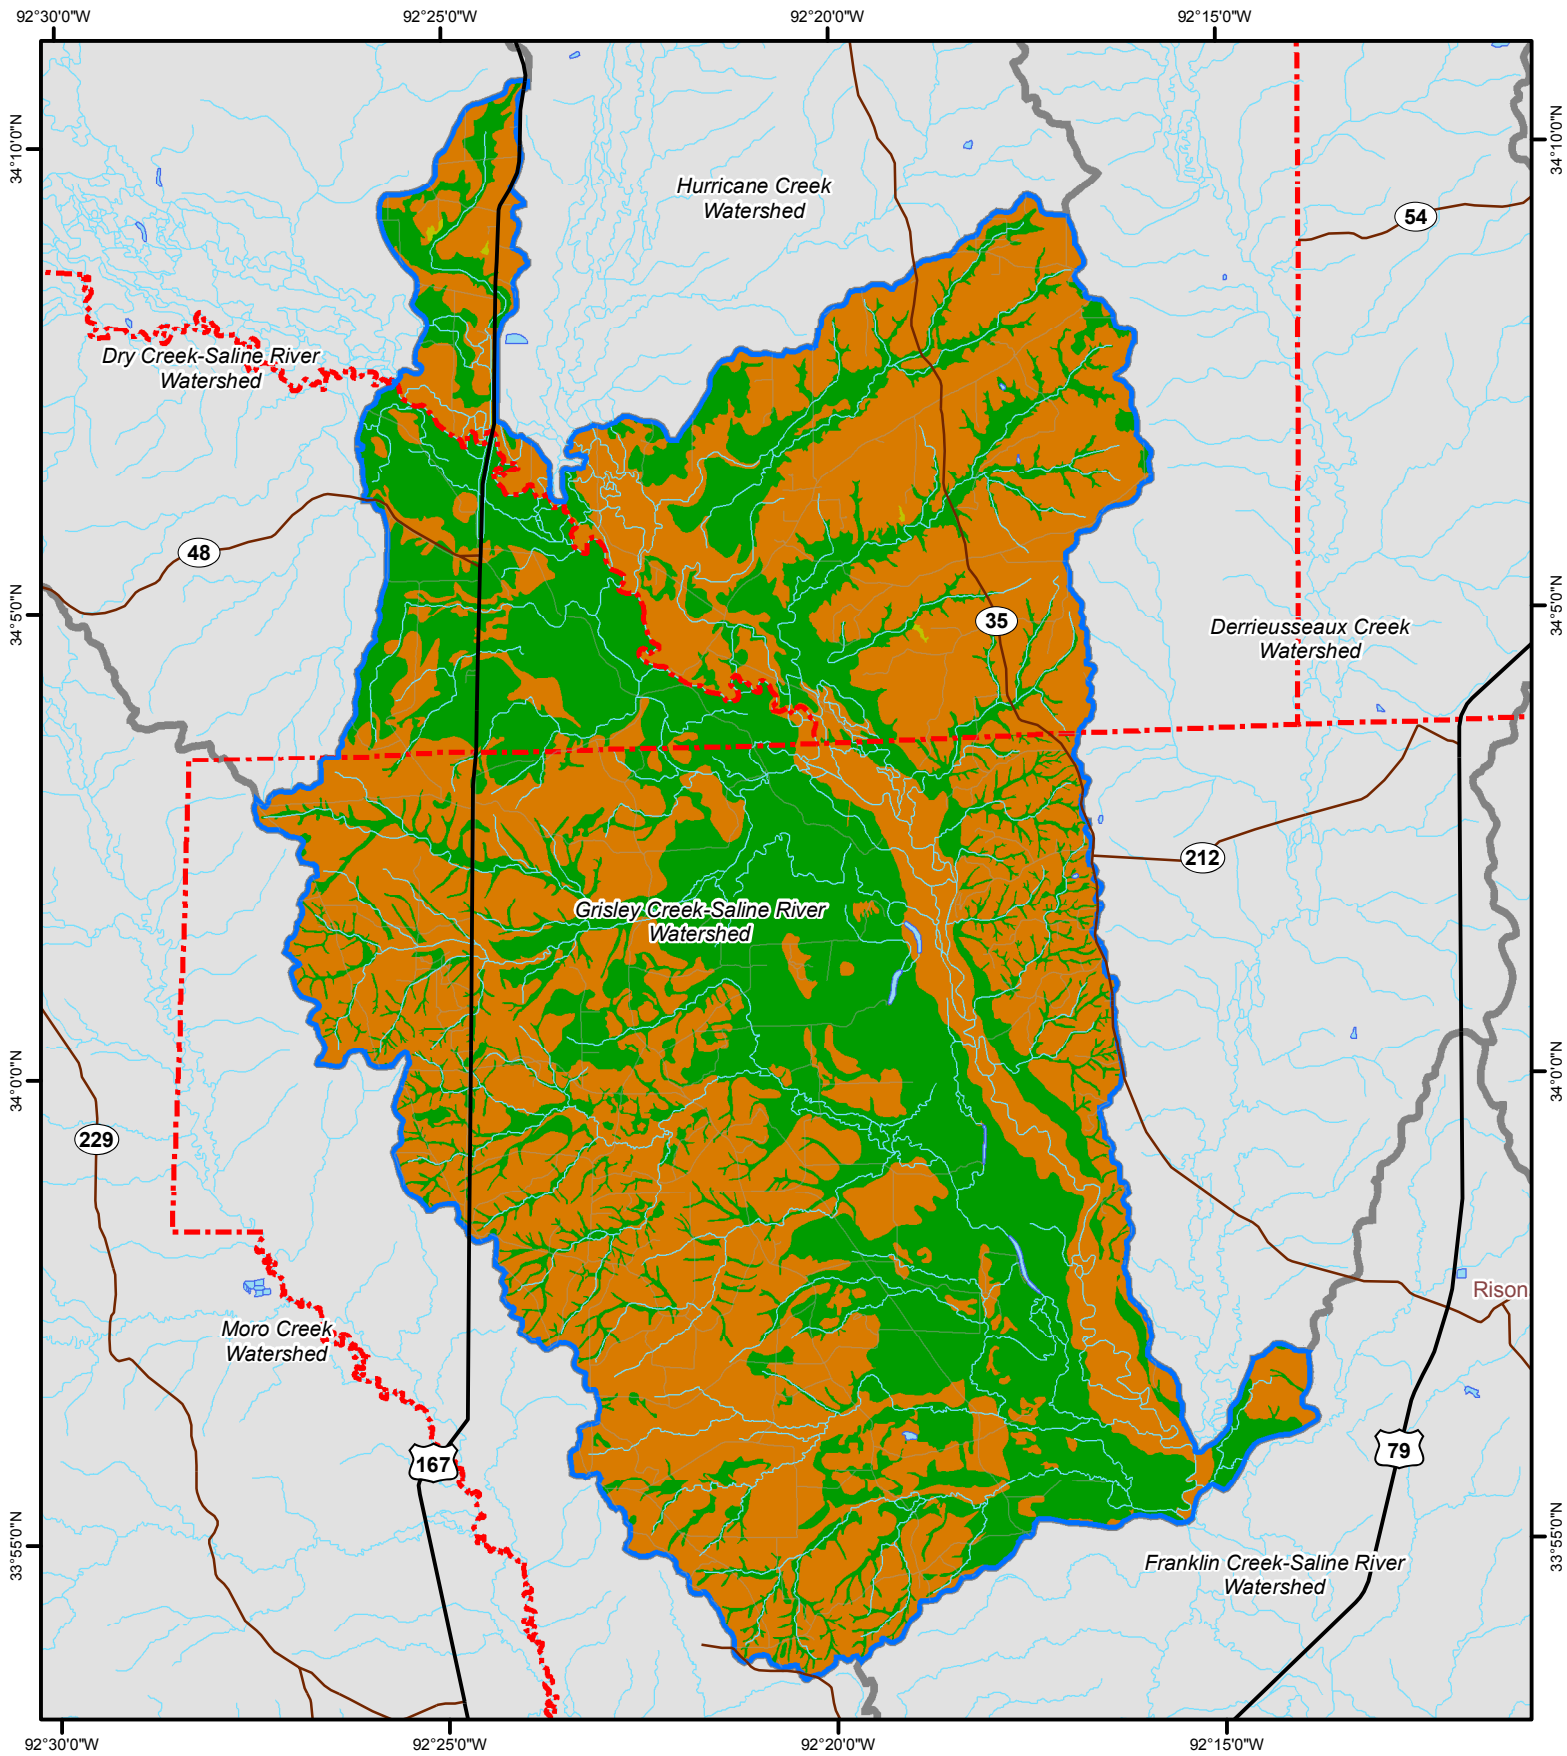 92°30'0"W
92°25'0"W
92°20'0"W
92°15'0"W
34°10'0"N
34°10'0"N
Hurricane Creek
Watershed
54
Dry Creek-Saline River
Watershed
48
34°5'0"N
34°5'0"N
35
Derrieusseaux Creek
Watershed
212
Grisley Creek-Saline River
Watershed
34°0'0"N
34°0'0"N
229
Rison
Moro Creek
Watershed
167
79
33°55'0"N
33°55'0"N
Franklin Creek-Saline River
Watershed
92°30'0"W
92°25'0"W
92°20'0"W
92°15'0"W